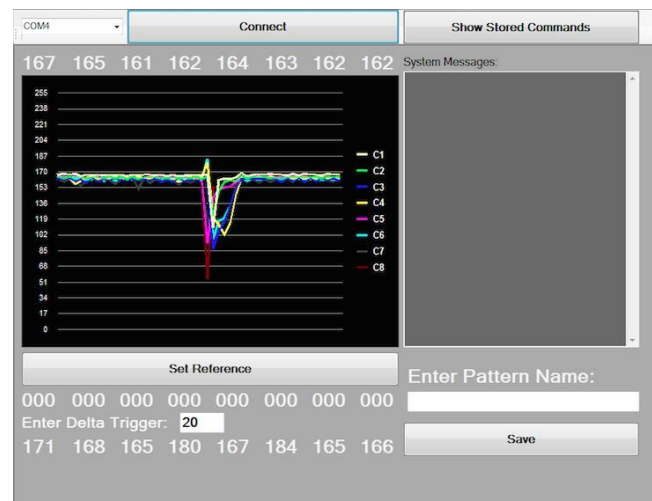 COM4 Connect Show Stored Commands
167 165 161 162 164 163 162 162 System Messages:
255
238
221
204
187
170
153
136
119
102
85
68
51
34
17
0
C1
C2
C3
C4
C5
C6
C7
C8
Set Reference
Enter Pattern Name:
000 000 000 000 000 000 000 000
Enter Delta Trigger: 20
171 168 165 180 167 184 165 166
Save